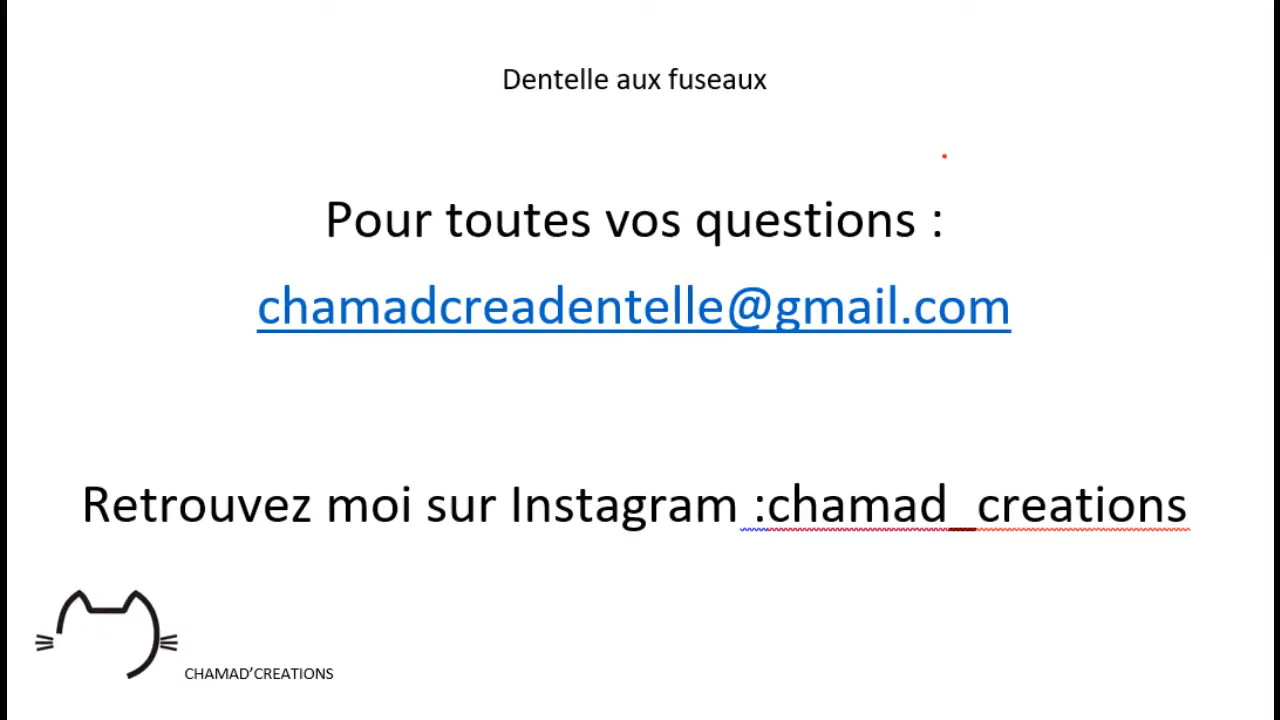 Dentelle aux fuseaux
Pour toutes vos questions :
chamadcreadentelle@gmail.com
Retrouvez moi sur Instagram :chamad_creations
CHAMAD’CREATIONS